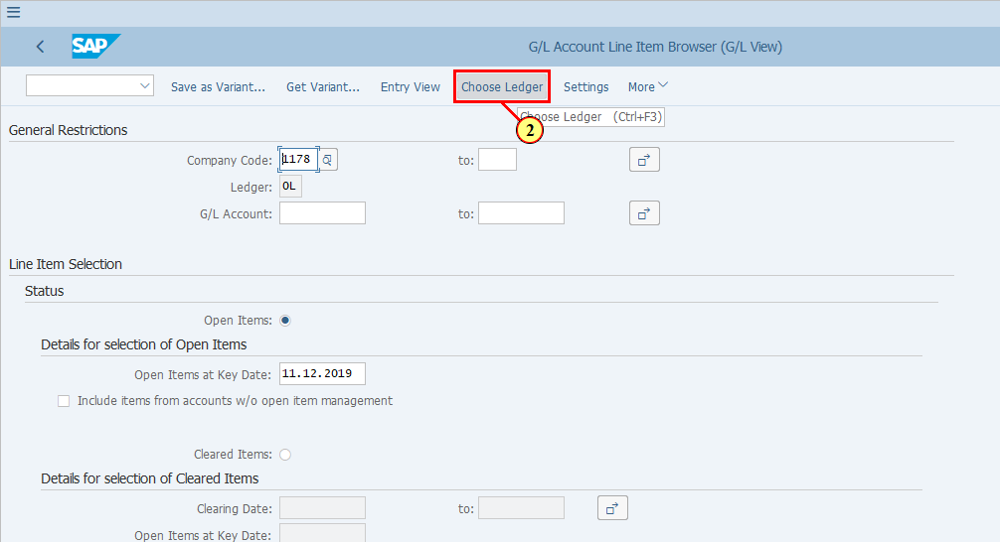 SAP
G/L Account Line Item Browser (G/L View)
Save as Variant... Get Variant... Entry View Choose Ledger Settings More
Choose Ledger (Ctrl+F3)
2
General Restrictions
Company Code: 1178 to:
Ledger: 0L
G/L Account: to:
Line Item Selection
Status
Open Items:
Details for selection of Open Items
Open Items at Key Date: 11.12.2019
Include items from accounts w/o open item management
Cleared Items:
Details for selection of Cleared Items
Clearing Date: to:
Open Items at Key Date: